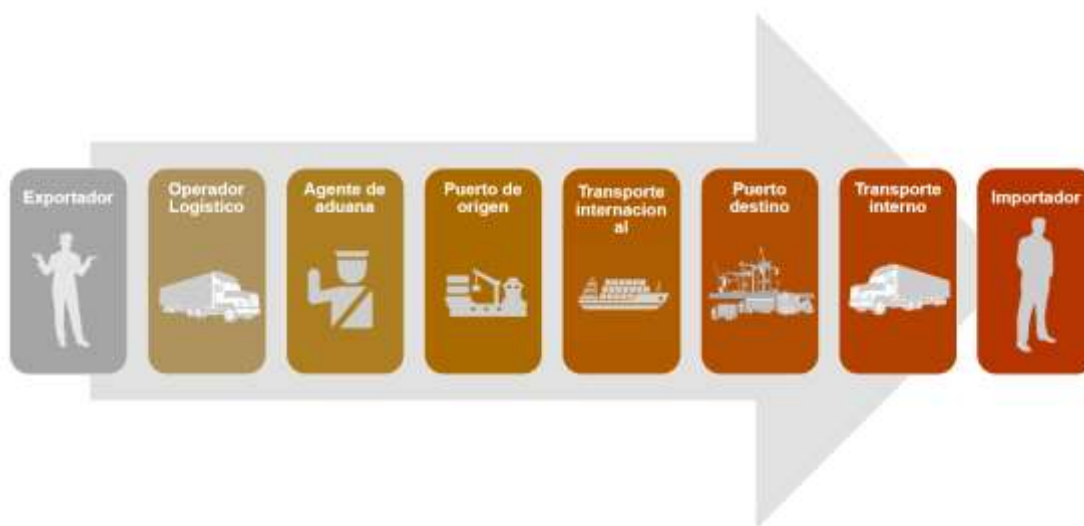 Exportador
Operador
Logístico
Agente de
aduana
Puerto de
origen
Transporte
internacion
al
Puerto
destino
Transporte
interno
Importador